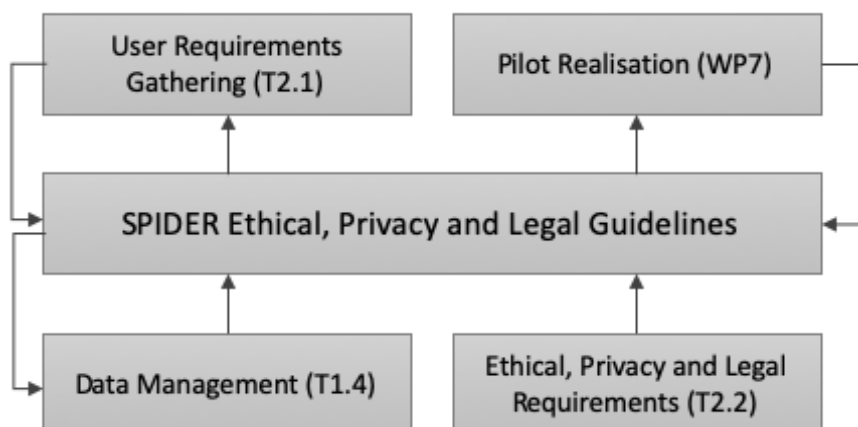 User Requirements
Gathering (T2.1)
Pilot Realisation (WP7)
SPIDER Ethical, Privacy and Legal Guidelines
Data Management (T1.4)
Ethical, Privacy and Legal
Requirements (T2.2)